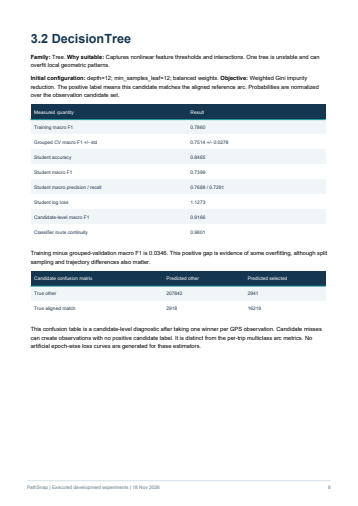 3.2 DecisionTree
Family: Tree. Why suitable: Captures nonlinear feature thresholds and interactions. One tree is unstable and can
overfit local geometric patterns.
Initial configuration: depth=12; min_samples_leaf=12; balanced weights. Objective: Weighted Gini impurity
reduction. The positive label means this candidate matches the aligned reference arc. Probabilities are normalized
over the observation candidate set.
Measured quantity Result
Training macro F1 0.7860
Grouped CV macro F1 +/- std 0.7514 +/- 0.0278
Student accuracy 0.8465
Student macro F1 0.7399
Student macro precision / recall 0.7688 / 0.7291
Student log loss 1.1273
Candidate-level macro F1 0.9166
Classifier route continuity 0.9801
Training minus grouped-validation macro F1 is 0.0346. This positive gap is evidence of some overfitting, although split
sampling and trajectory differences also matter.
Candidate confusion matrix Predicted other Predicted selected
True other 207842 2941
True aligned match 2918 16219
This confusion table is a candidate-level diagnostic after taking one winner per GPS observation. Candidate misses
can create observations with no positive candidate label. It is distinct from the per-trip multiclass arc metrics. No
artificial epoch-wise loss curves are generated for these estimators.
PathSnap | Executed development experiments | 18 Nov 2026 8